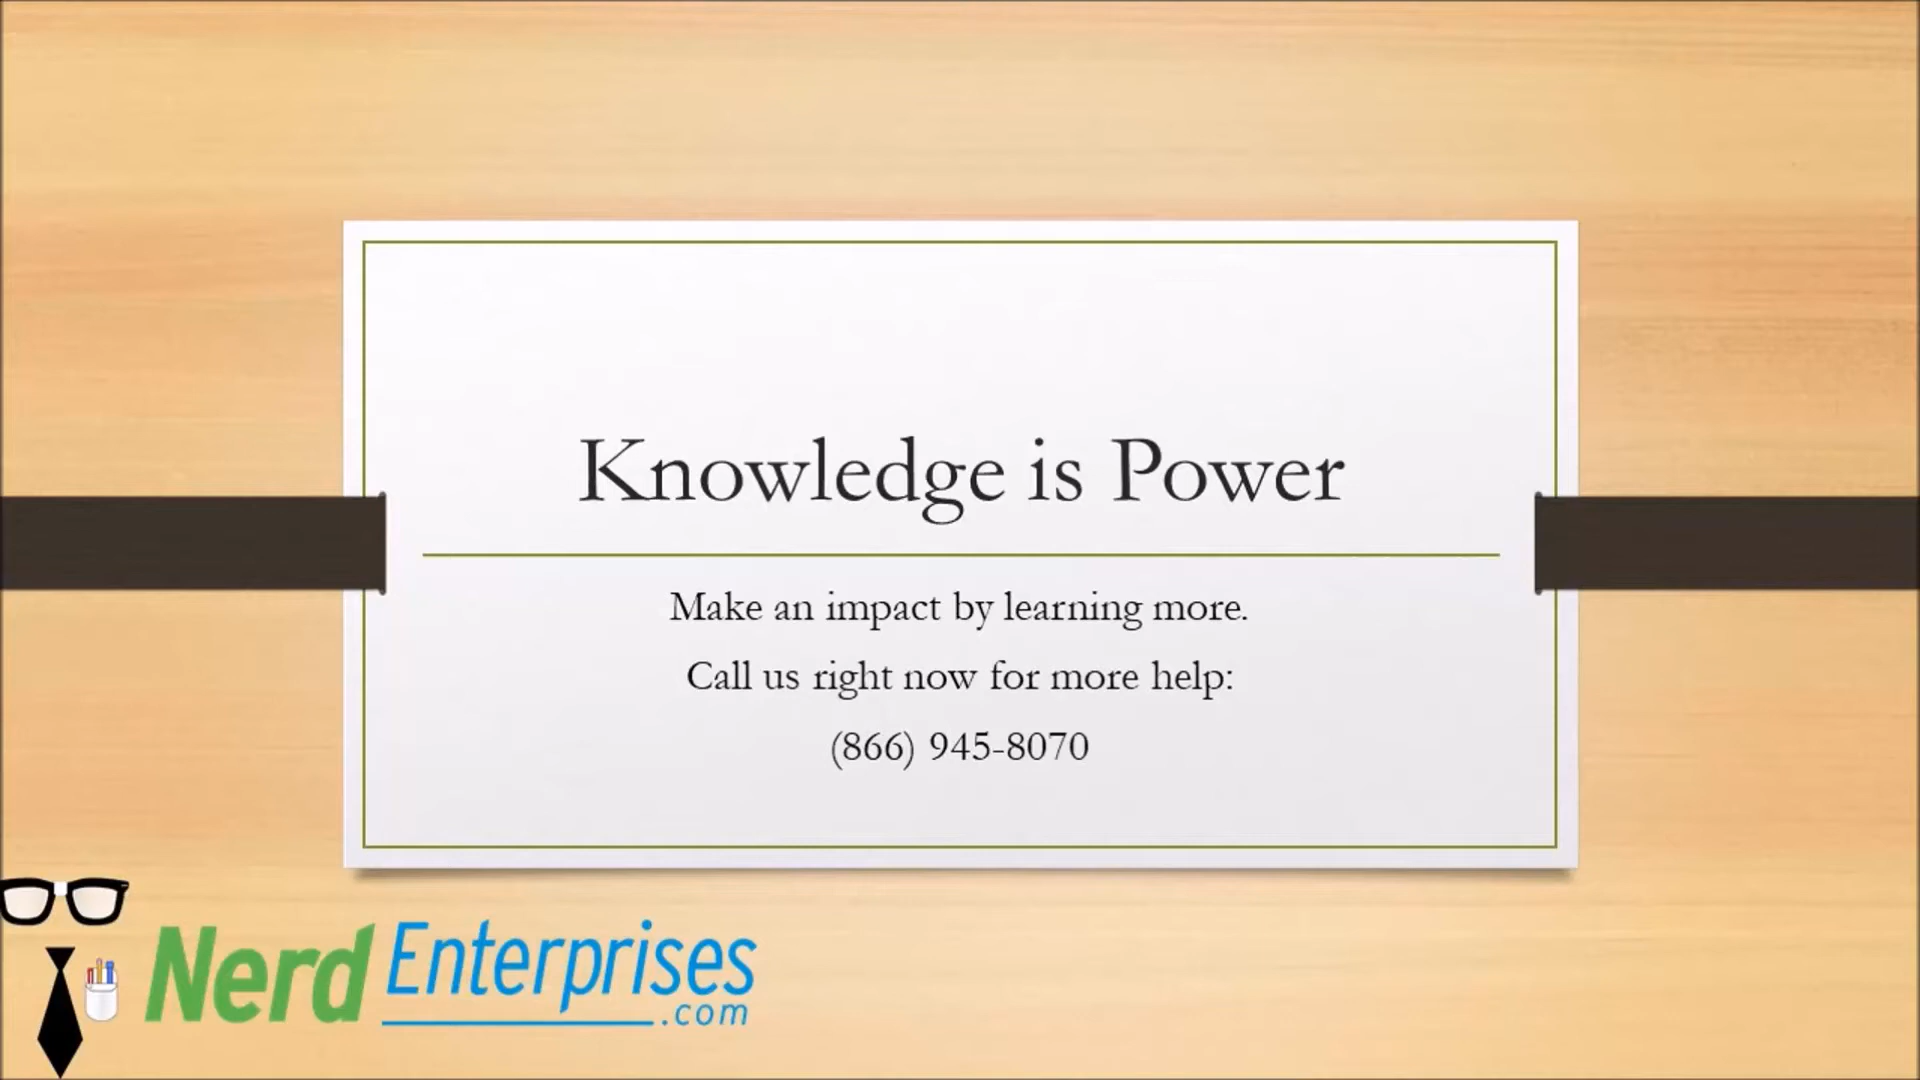 Knowledge is Power
Make an impact by learning more.
Call us right now for more help:
(866) 945-8070
Nerd Enterprises
.com